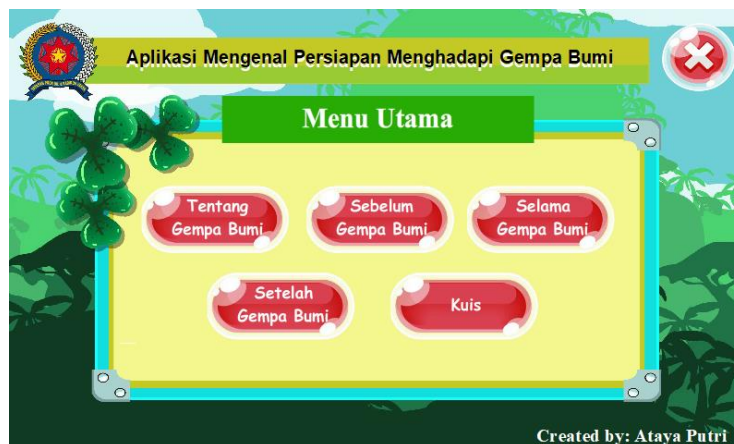 Aplikasi Mengenal Persiapan Menghadapi Gempa Bumi
Menu Utama
Tentang
Gempa Bumi
Sebelum
Gempa Bumi
Selama
Gempa Bumi
Setelah
Gempa Bumi
Kuis
Created by: Ataya Putri